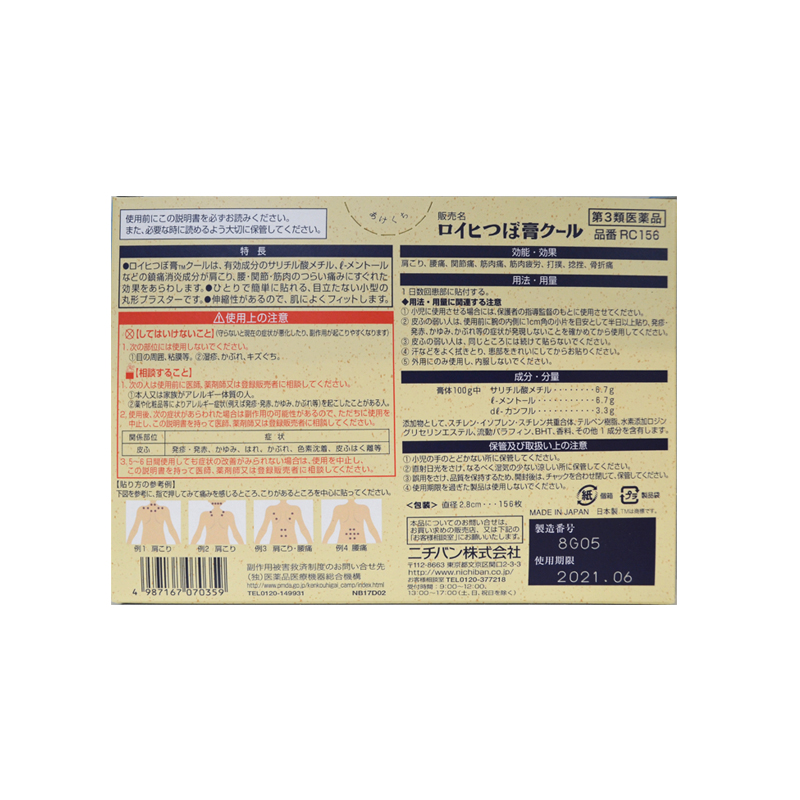 使用前にこの説明書を必ずお読みください。
また、必要な時に読めるよう大切に保管してください。
特 長
●ロイヒつぼ膏™クールは、有効成分のサリチル酸メチル、ℓ-メントール
などの鎮痛消炎成分が肩こり、腰・関節・筋肉のつらい痛みにすぐれた
効果をあらわします。●ひとりで簡単に貼れる、目立たない小型の
丸形プラスターです。●伸縮性があるので、肌によくフィットします。
使用上の注意
【してはいけないこと】(守らないと現在の症状が悪化したり、副作用が起こりやすくなります)
1.次の部位には使用しないでください。
①目の周囲、粘膜等。②湿疹、かぶれ、キズぐち。
【相談すること】
1.次の人は使用前に医師、薬剤師又は登録販売者に相談してください。
①本人又は家族がアレルギー体質の人。
②薬や化粧品等によりアレルギー症状(例えば発疹・発赤、かゆみ、かぶれ等)を起こしたことがある人。
2.使用後、次の症状があらわれた場合は副作用の可能性があるので、ただちに使用を
中止し、この説明書を持って医師、薬剤師又は登録販売者に相談してください。
関係部位 症 状
皮ふ 発疹・発赤、かゆみ、はれ、かぶれ、色素沈着、皮ふはく離等
3.5〜6日間使用しても症状の改善がみられない場合は、使用を中止し、この
説明書を持って医師、薬剤師又は登録販売者に相談してください。
【貼り方の参考例】
下図を参考に、指で押してみて痛みを感じるところ、こりがあるところを中心に貼ってください。
例1 肩こり
例2 肩こり
例3 肩こり・腰痛
例4 腰痛
4 987167 070359
副作用被害救済制度のお問い合せ先
(独)医薬品医療機器総合機構
http://www.pmda.go.jp/kenkouhigai_camp/index.html
TEL0120-149931
NB17D02
販売名
ロイヒつぼ膏クール
第3類医薬品
品番 RC156
効能・効果
肩こり、腰痛、関節痛、筋肉痛、筋肉疲労、打撲、捻挫、骨折痛
用法・用量
1日数回患部に貼付する。
◆用法・用量に関連する注意
① 小児に使用させる場合には、保護者の指導監督のもとに使用させてください。
② 皮ふの弱い人は、使用前に腕の内側に1cm角の小片を目安として半日以上貼り、発疹・
発赤、かゆみ、かぶれ等の症状が発現しないことを確かめてから使用してください。
③ 皮ふの弱い人は、同じところには続けて貼らないでください。
④ 汗などをよく拭きとり、患部をきれいにしてからお貼りください。
⑤ 外用にのみ使用し、内服しないでください。
成分・分量
膏体100g中 サリチル酸メチル・・・・・・・・8.7g
ℓ-メントール・・・・・・・・・・・・5.7g
dℓ-カンフル・・・・・・・・・・・・3.3g
添加物として、スチレン・イソプレン・スチレン共重合体、テルペン樹脂、水素添加ロジン
グリセリンエステル、流動パラフィン、BHT、香料、その他1成分を含有します。
保管及び取扱い上の注意
①小児の手のとどかない所に保管してください。
② 直射日光をさけ、なるべく湿気の少ない涼しい所に保管してください。
③ 誤用をさけ、品質を保持するため、開封後は、チャックを合わせて保管してください。
④ 使用期限を過ぎた製品は使用しないでください。
紙 個箱
プラ 製品袋
〈包装〉直径2.8cm・・・156枚
MADE IN JAPAN 日本製 TMは商標です。
本品についてのお問い合せは、
お買い求めの販売店、又は下記の
「お客様相談室」にお願いいたします。
ニチバン株式会社
〒112-8663 東京都文京区関口2-3-3
http://www.nichiban.co.jp/
お客様相談室 TEL0120-377218
受付時間:9:00〜12:00
13:00〜17:00(土、日、祝日を除く)
製造番号
8G05
使用期限
2021.06